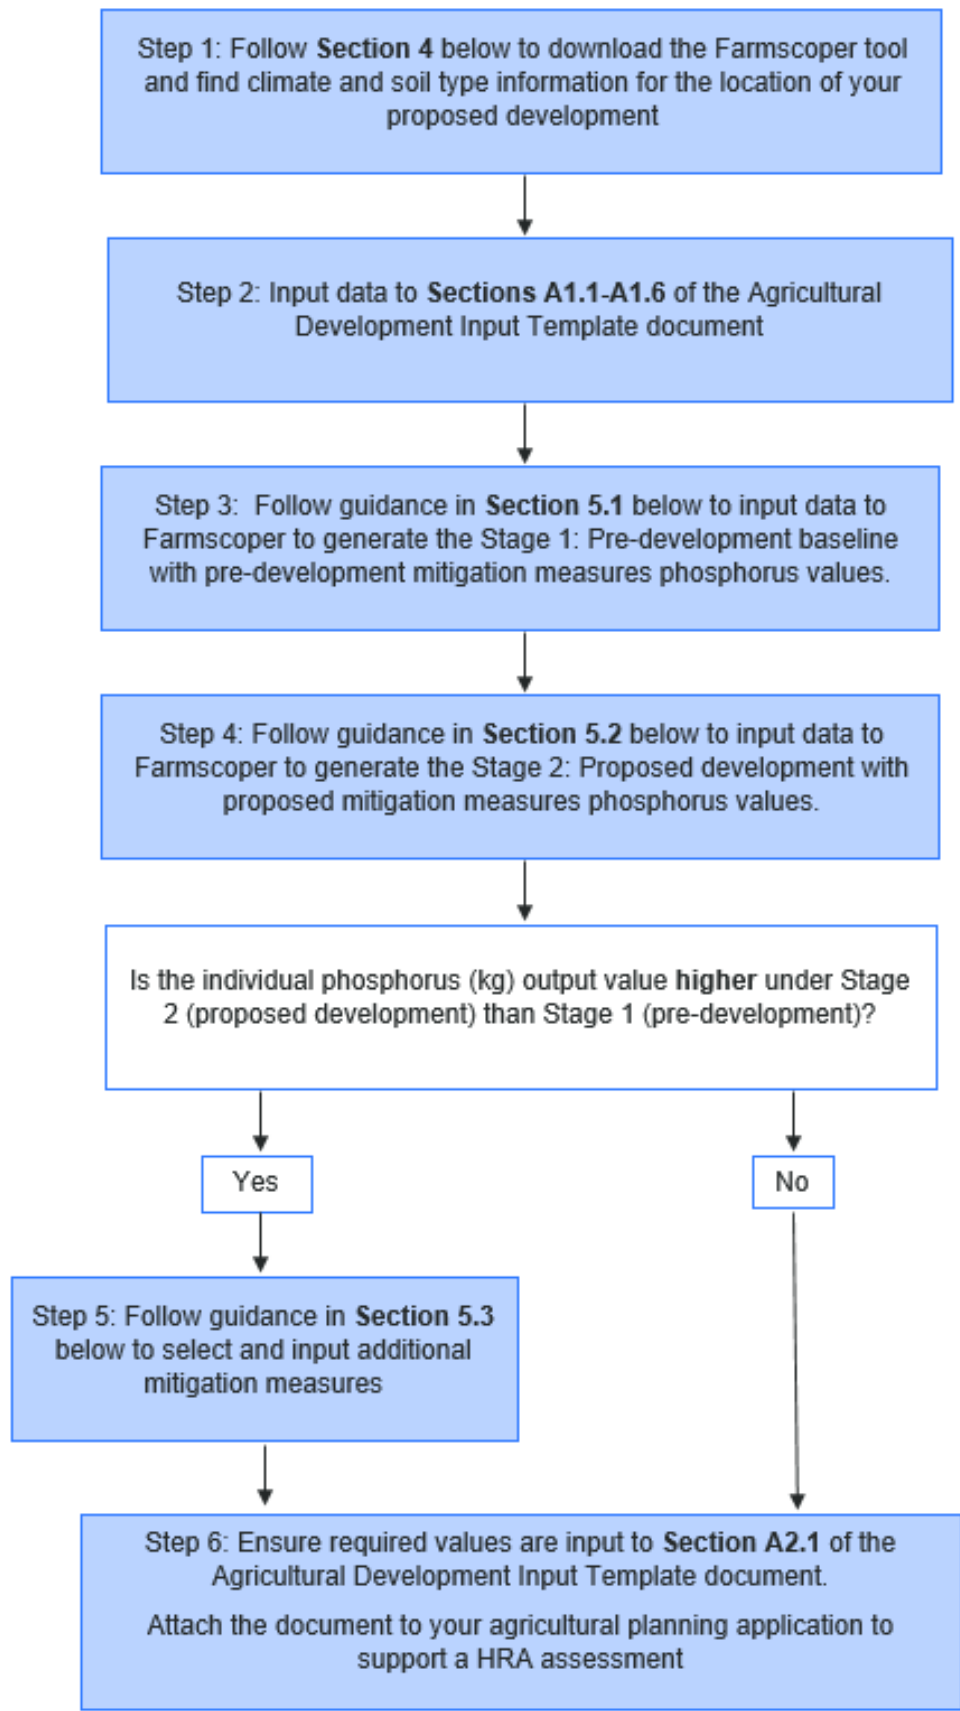 Step 1: Follow Section 4 below to download the Farmscoper tool
and find climate and soil type information for the location of your
proposed development
Step 2: Input data to Sections A1.1-A1.6 of the Agricultural
Development Input Template document
Step 3:  Follow guidance in Section 5.1 below to input data to
Farmscoper to generate the Stage 1: Pre-development baseline
with pre-development mitigation measures phosphorus values.
Step 4: Follow guidance in Section 5.2 below to input data to
Farmscoper to generate the Stage 2: Proposed development with
proposed mitigation measures phosphorus values.
Is the individual phosphorus (kg) output value higher under Stage
2 (proposed development) than Stage 1 (pre-development)?
Yes
No
Step 5: Follow guidance in Section 5.3
below to select and input additional
mitigation measures
Step 6: Ensure required values are input to Section A2.1 of the
Agricultural Development Input Template document.
Attach the document to your agricultural planning application to
support a HRA assessment